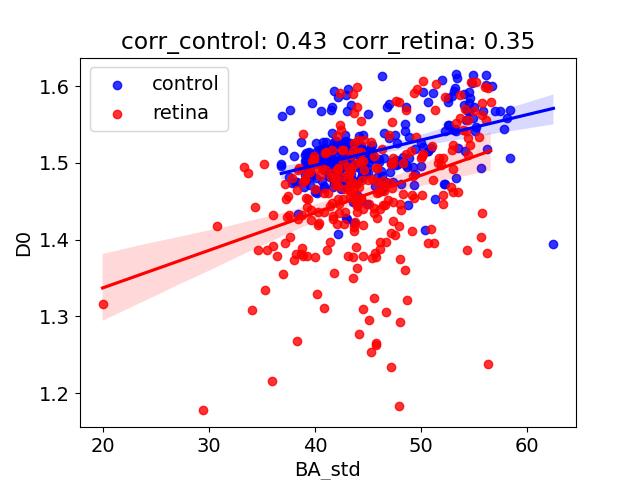 corr_control: 0.43  corr_retina: 0.35
control
retina
1.6
1.5
1.4
1.3
1.2
D0
20 30 40 50 60
BA_std